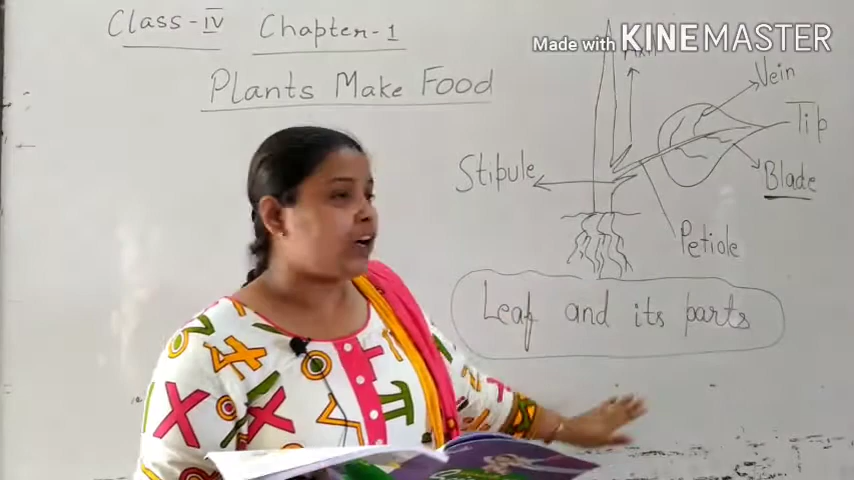 Class - IV Chapter - 1
Plants Make Food
Made with KINEMASTER
Axil
Vein
Tip
Stipule
Blade
Petiole
Leaf and its parts